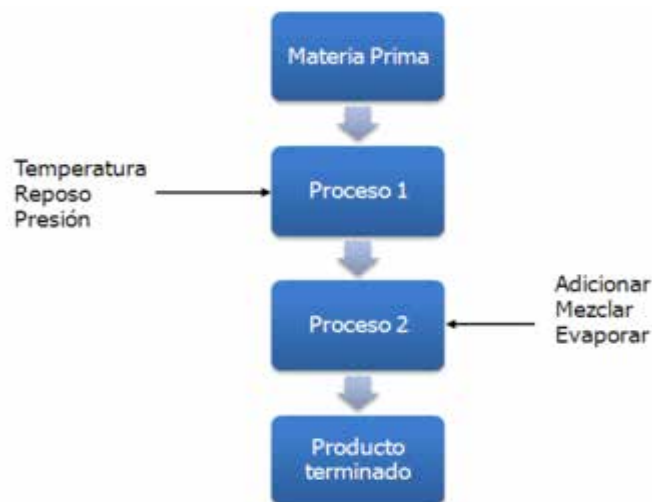 Materia Prima
Temperatura
Reposo
Presión
Proceso 1
Adicionar
Mezclar
Evaporar
Proceso 2
Producto
terminado